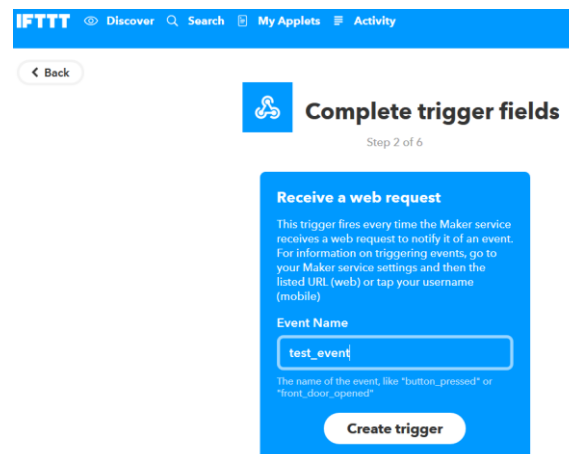 IFTTT Discover Search My Applets Activity
Back
Complete trigger fields
Step 2 of 6
Receive a web request
This trigger fires every time the Maker service
receives a web request to notify it of an event.
For information on triggering events, go to
your Maker service settings and then the
listed URL (web) or tap your username
(mobile)
Event Name
test_event
The name of the event, like "button_pressed" or
"front_door_opened"
Create trigger